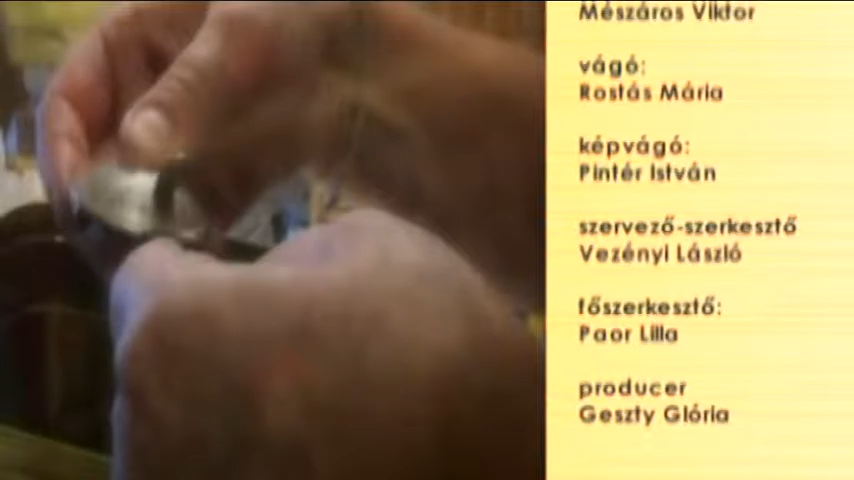 Mészáros Viktor
vágó:
Rostás Mária
képvágó:
Pintér István
szervező-szerkesztő
Vezényi László
főszerkesztő:
Paor Lilla
producer
Geszty Glória